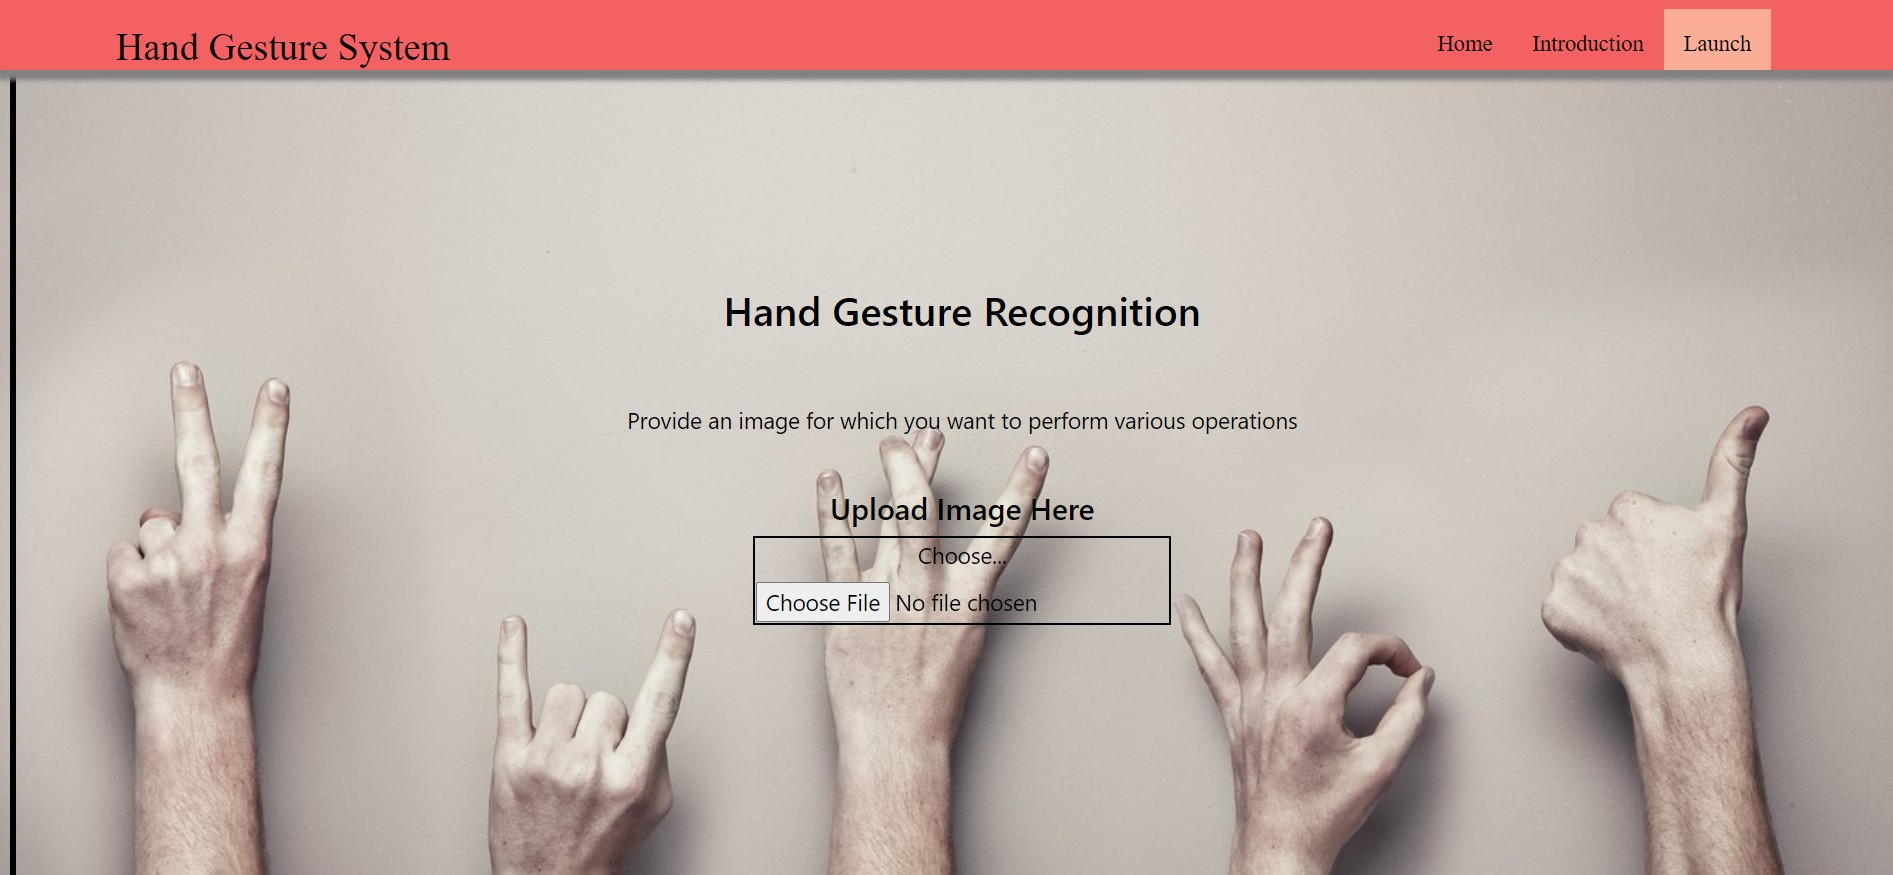 Hand Gesture System
Home Introduction Launch
Hand Gesture Recognition
Provide an image for which you want to perform various operations
Upload Image Here
Choose...
Choose File No file chosen